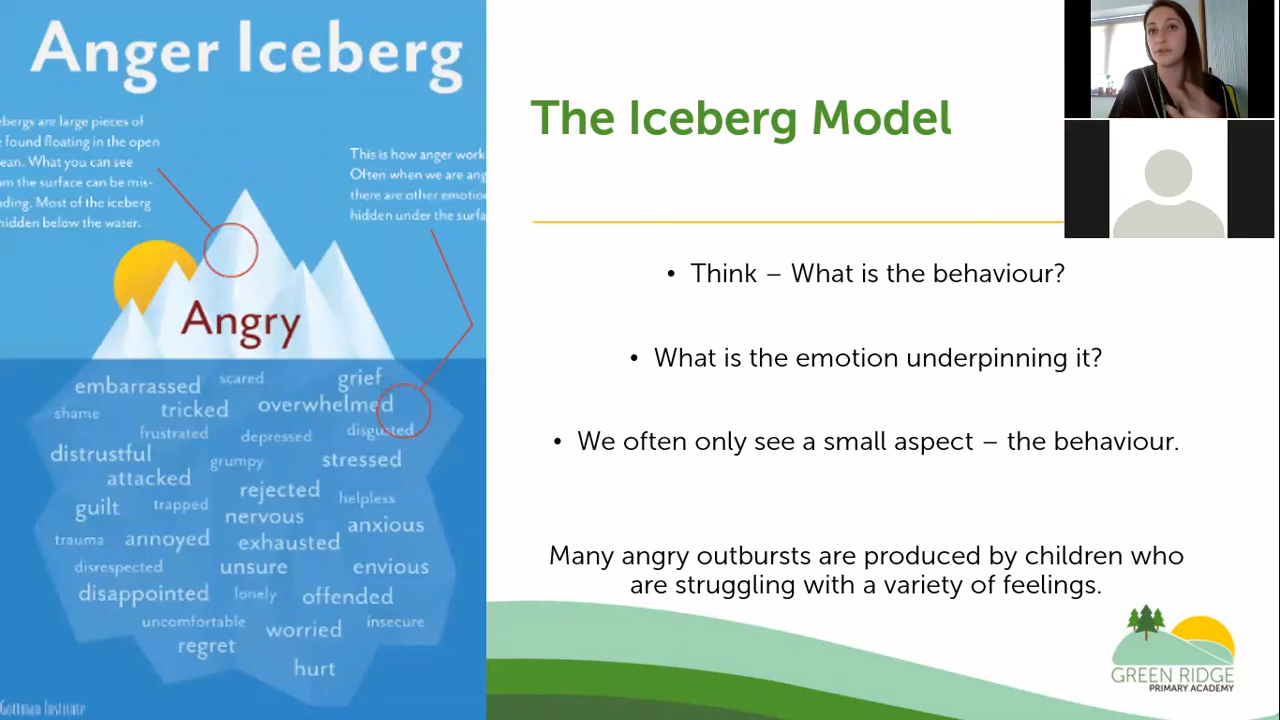 Anger Iceberg
ebergs are large pieces of
found floating in the open
ean. What you can see
m the surface can be mis-
ding. Most of the iceberg
hidden below the water.
This is how anger work
Often when we are ang
there are other emotio
hidden under the surfa
Angry
embarrassed scared grief
shame tricked overwhelmed
frustrated depressed disgusted
distrustful grumpy stressed
attacked rejected helpless
guilt trapped nervous anxious
trauma annoyed exhausted
disrespected unsure envious
disappointed lonely offended
uncomfortable worried insecure
regret
hurt
Gottman Institute
The Iceberg Model
• Think – What is the behaviour?
• What is the emotion underpinning it?
• We often only see a small aspect – the behaviour.
Many angry outbursts are produced by children who
are struggling with a variety of feelings.
GREEN RIDGE
PRIMARY ACADEMY